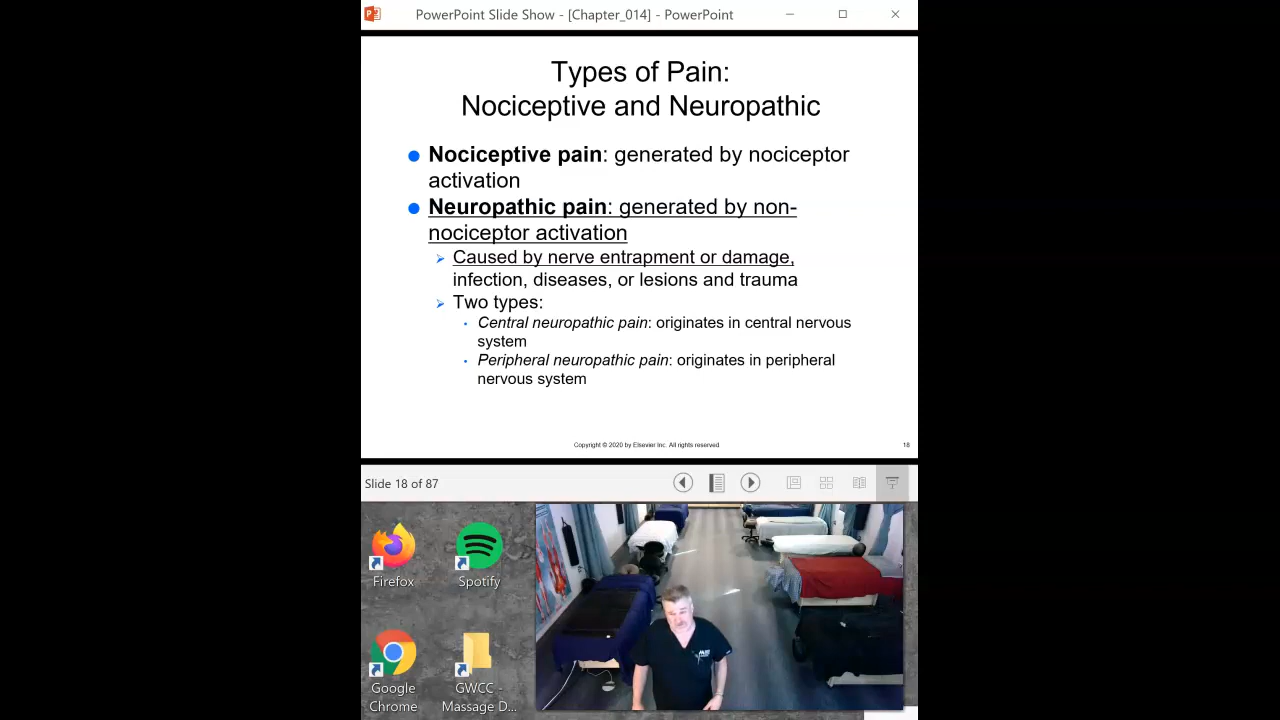 PowerPoint Slide Show - [Chapter_014] - PowerPoint
Types of Pain:
Nociceptive and Neuropathic
Nociceptive pain: generated by nociceptor
activation
Neuropathic pain: generated by non-
nociceptor activation
Caused by nerve entrapment or damage,
infection, diseases, or lesions and trauma
Two types:
Central neuropathic pain: originates in central nervous
system
Peripheral neuropathic pain: originates in peripheral
nervous system
Copyright © 2020 by Elsevier Inc. All rights reserved.
18
Slide 18 of 87
Firefox
Spotify
Google
Chrome
GWCC -
Massage D...